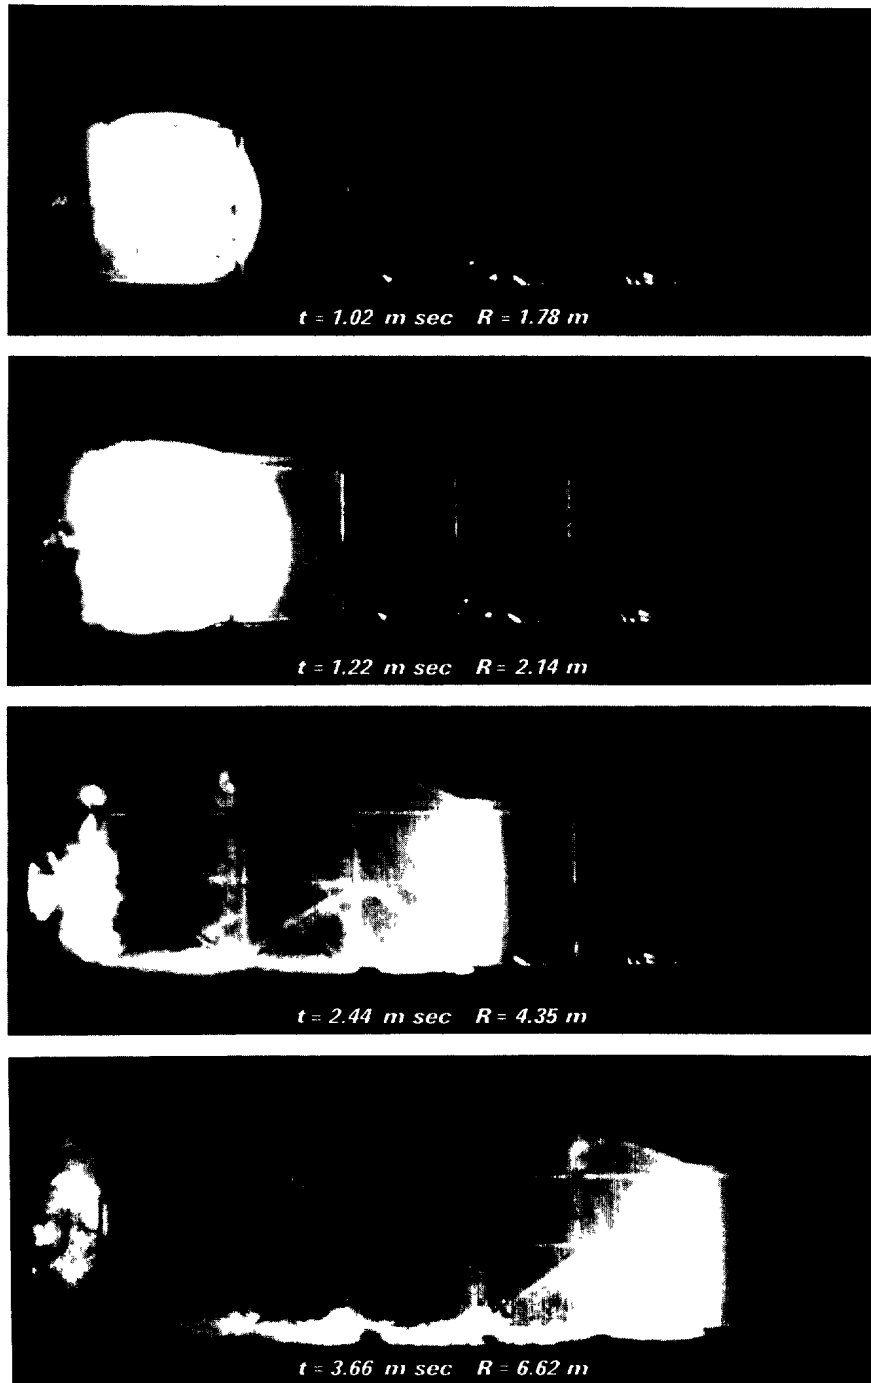 t = 1.02 m sec R = 1.78 m
t = 1.22 m sec R = 2.14 m
t = 2.44 m sec R = 4.35 m
t = 3.66 m sec R = 6.62 m